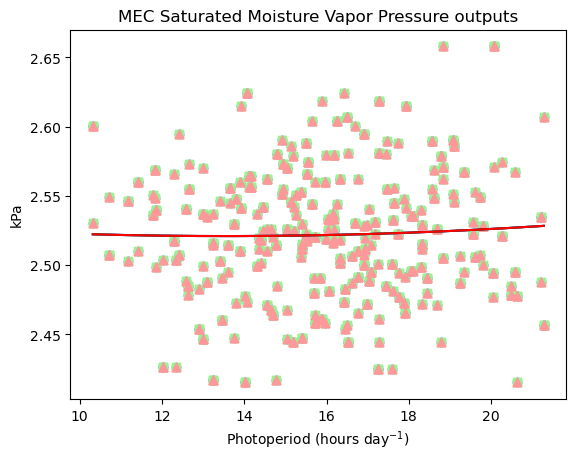 MEC Saturated Moisture Vapor Pressure outputs
kPa
2.65
2.60
2.55
2.50
2.45
10 12 14 16 18 20
Photoperiod (hours day⁻¹)